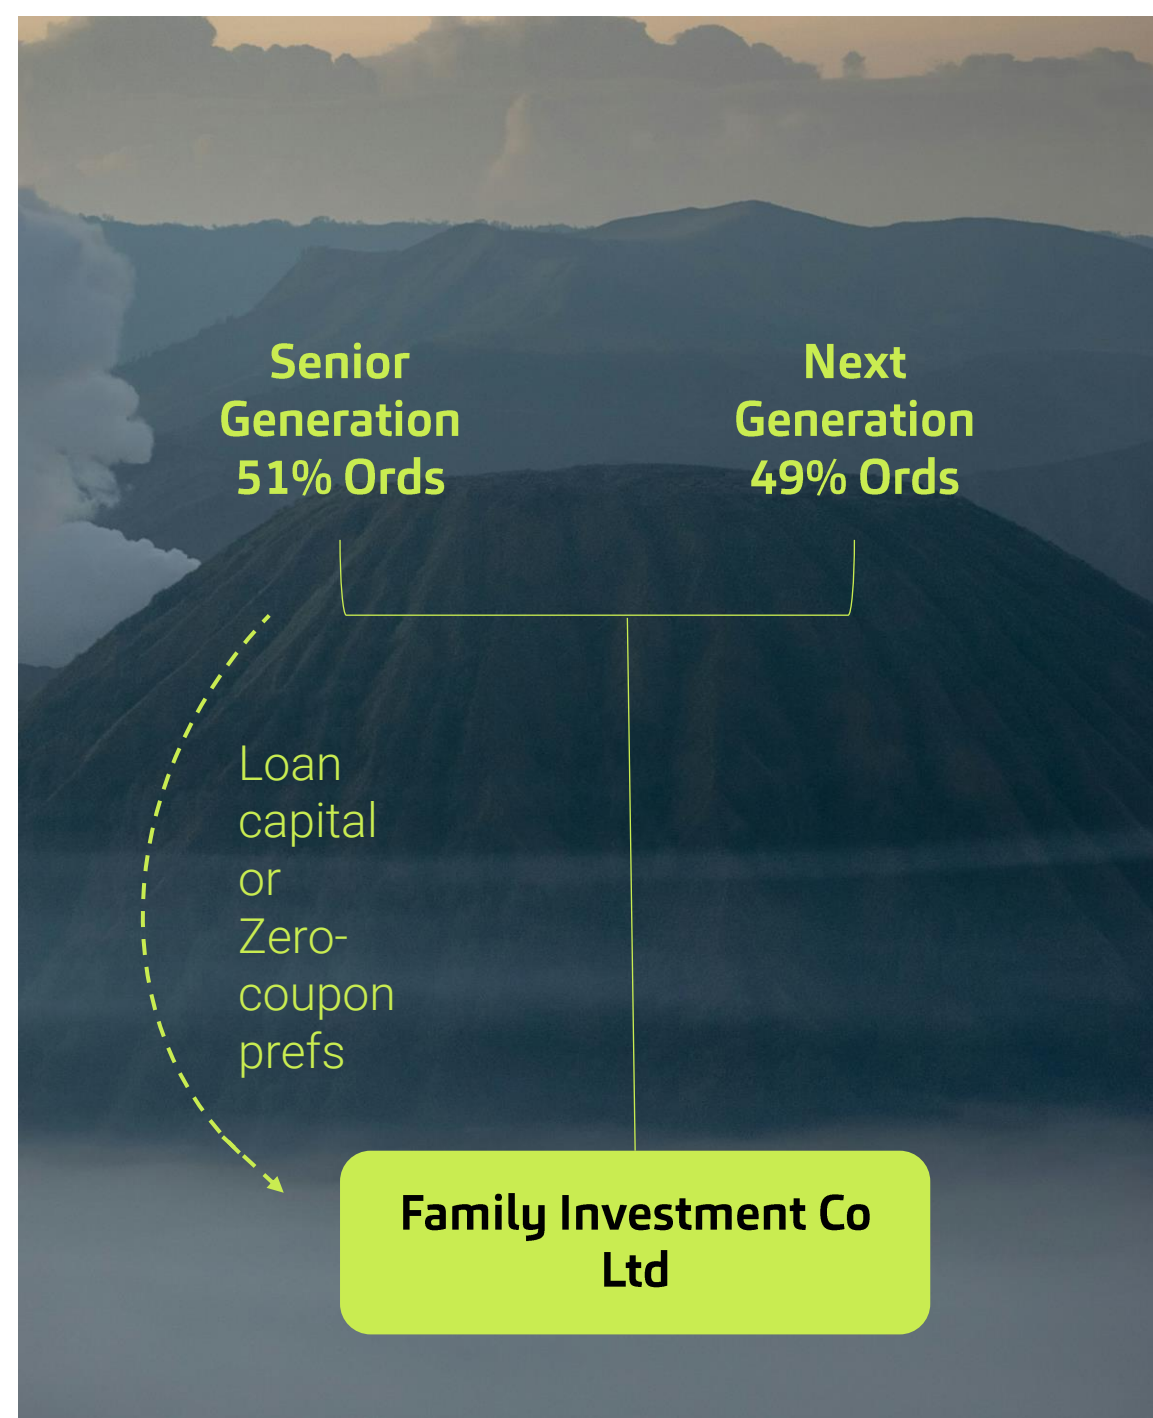 Senior
Generation
51% Ords
Next
Generation
49% Ords
Loan
capital
or
Zero-
coupon
prefs
Family Investment Co
Ltd